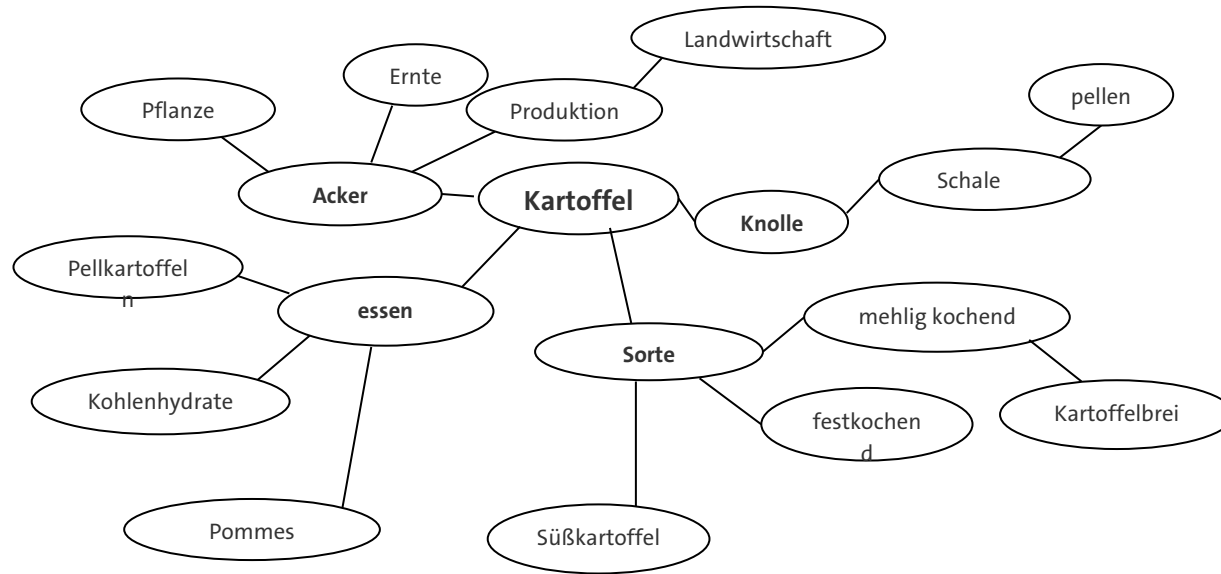 Landwirtschaft
Ernte
Pflanze
Produktion
pellen
Acker
Kartoffel
Knolle
Schale
Pellkartoffel
n
essen
mehlig kochend
Sorte
Kohlenhydrate
festkochen
d
Kartoffelbrei
Pommes
Süßkartoffel